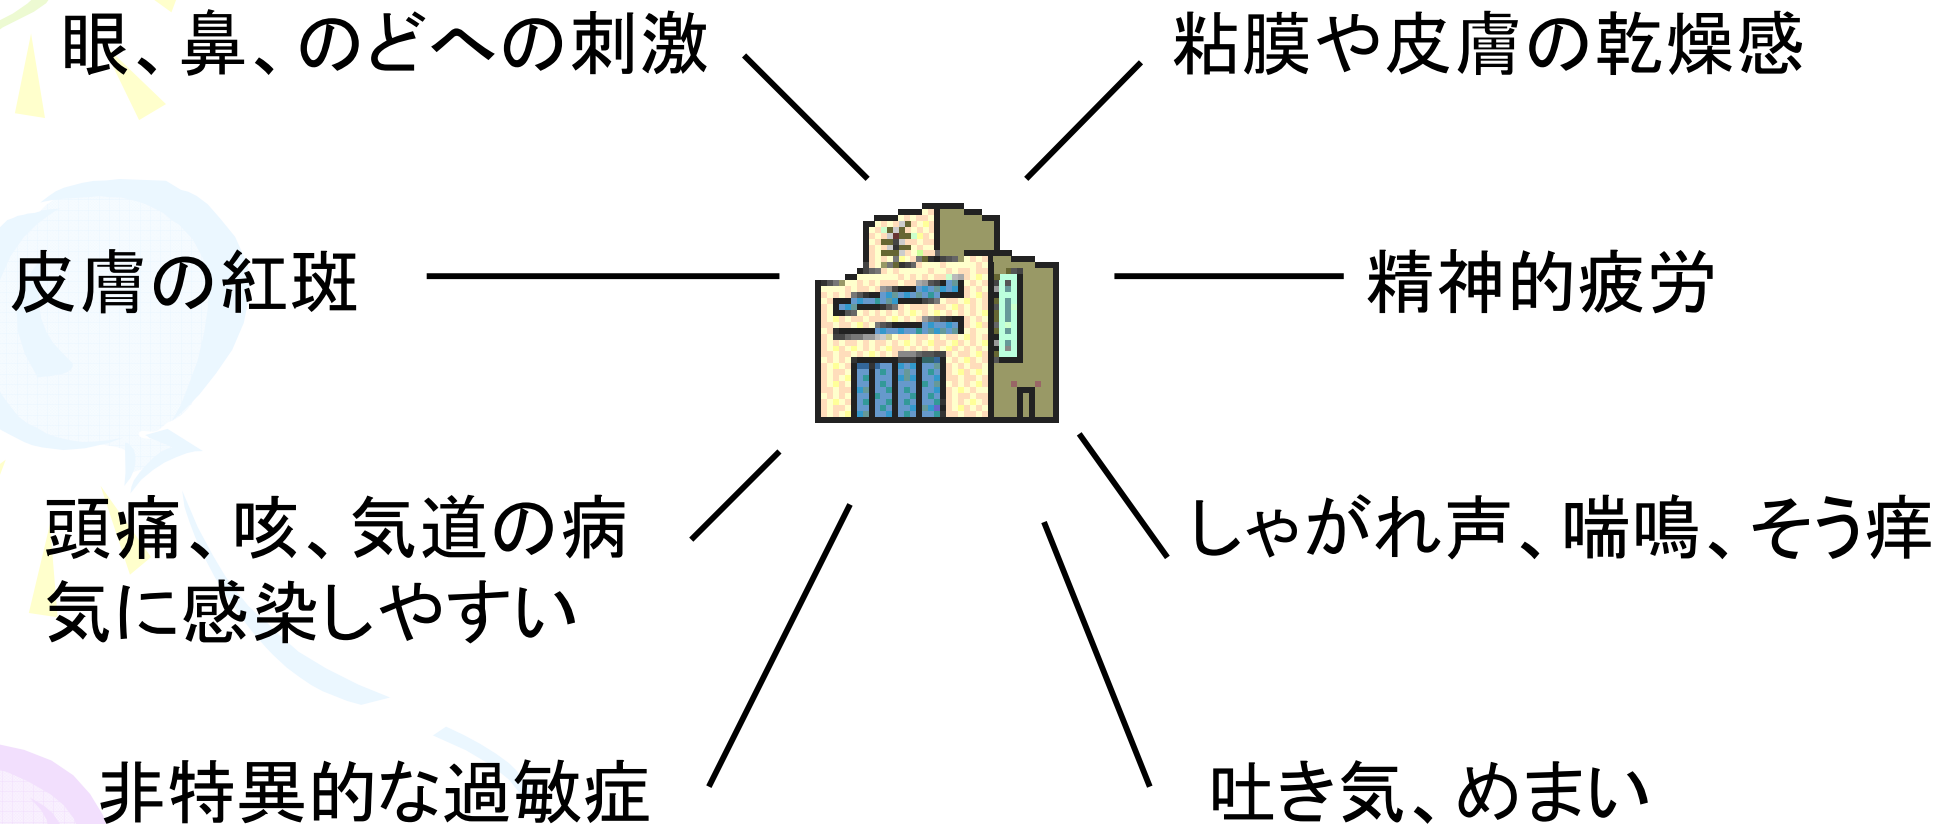 眼、鼻、のどへの刺激
粘膜や皮膚の乾燥感
皮膚の紅斑
精神的疲労
頭痛、咳、気道の病
気に感染しやすい
しゃがれ声、喘鳴、そう痒
非特異的な過敏症
吐き気、めまい